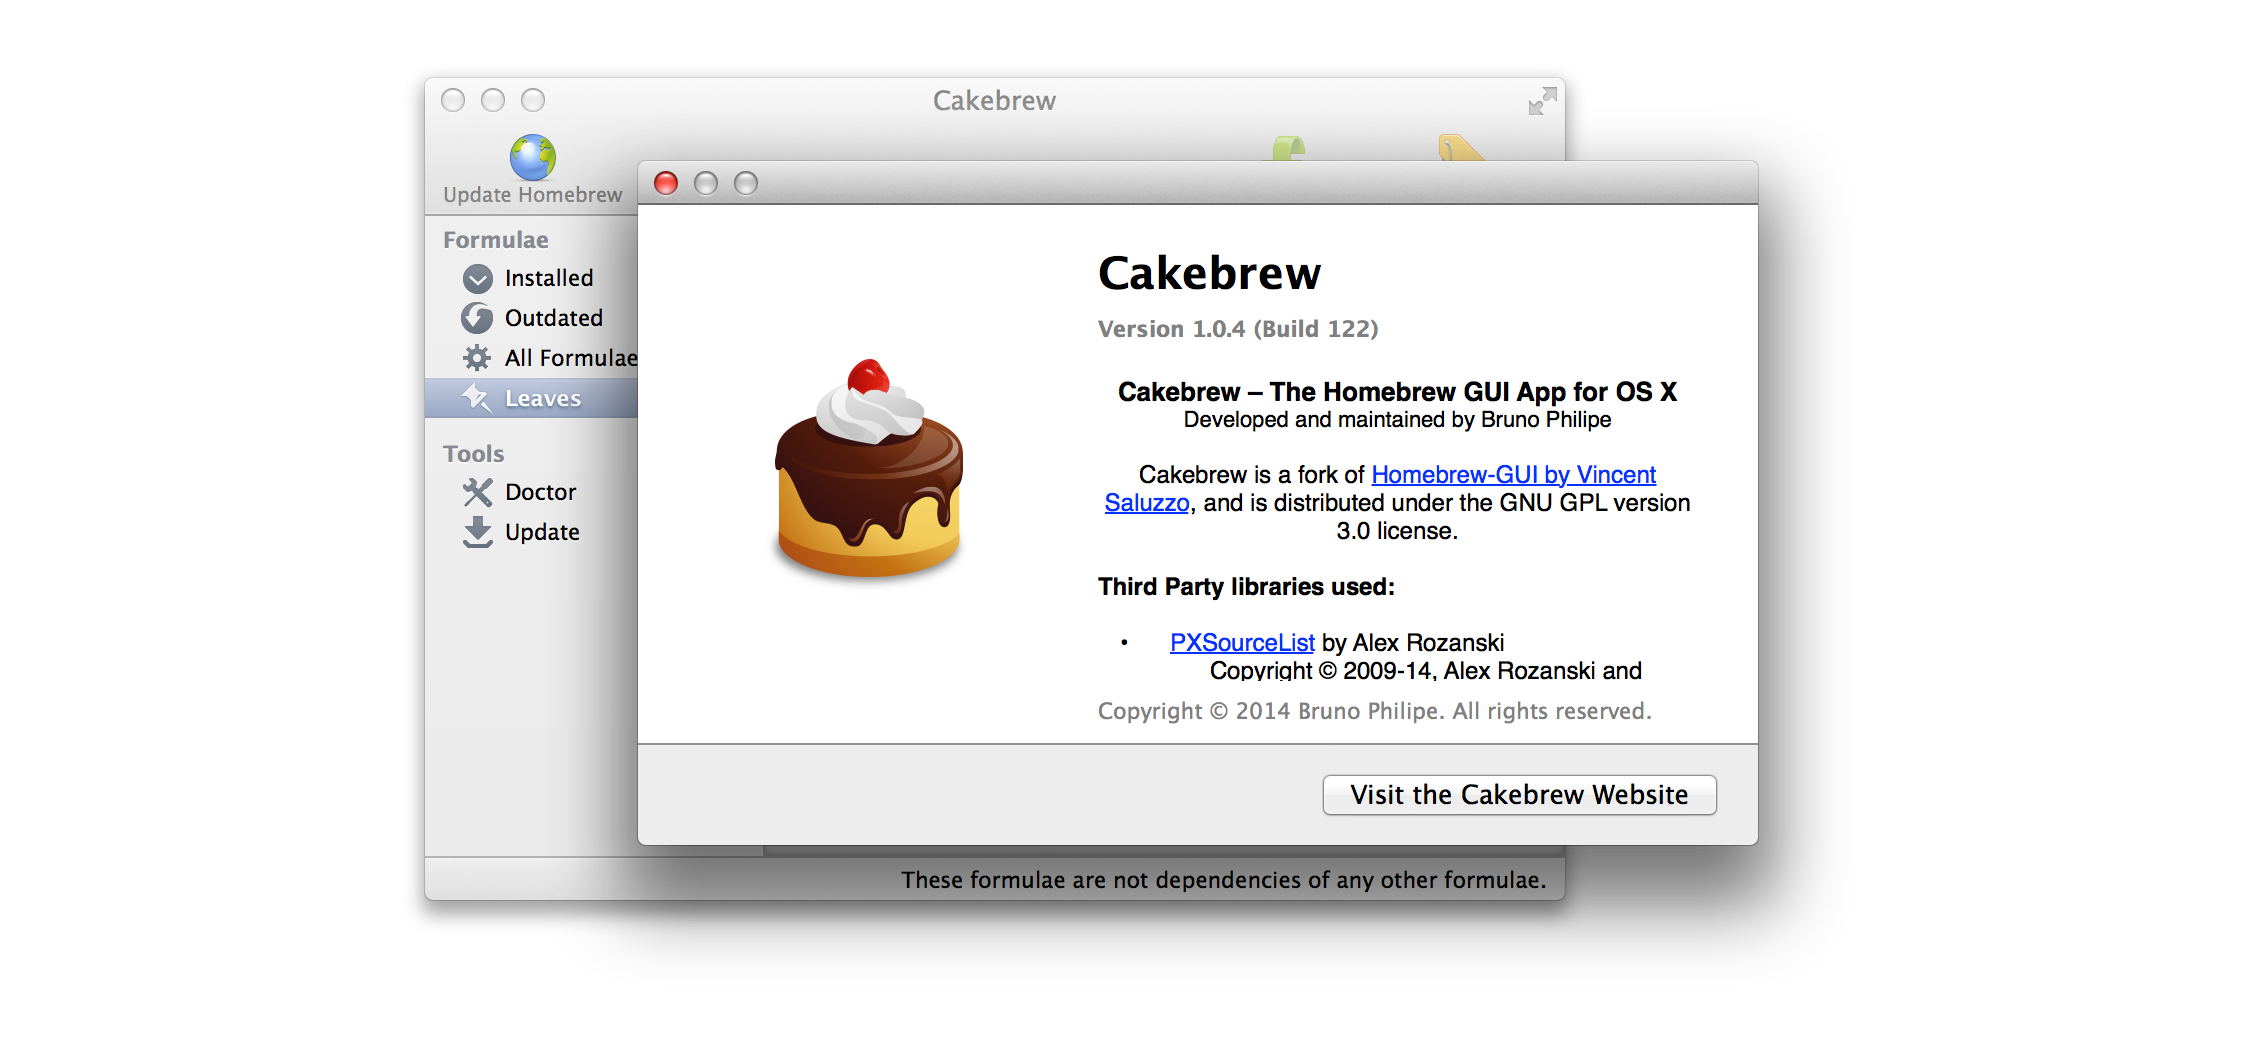 Cakebrew
Update Homebrew
Formulae
Installed
Outdated
All Formulae
Leaves
Tools
Doctor
Update
Cakebrew
Version 1.0.4 (Build 122)
Cakebrew – The Homebrew GUI App for OS X
Developed and maintained by Bruno Philipe
Cakebrew is a fork of Homebrew-GUI by Vincent
Saluzzo, and is distributed under the GNU GPL version
3.0 license.
Third Party libraries used:
• PXSourceList by Alex Rozanski
Copyright © 2009-14, Alex Rozanski and
Copyright © 2014 Bruno Philipe. All rights reserved.
Visit the Cakebrew Website
These formulae are not dependencies of any other formulae.